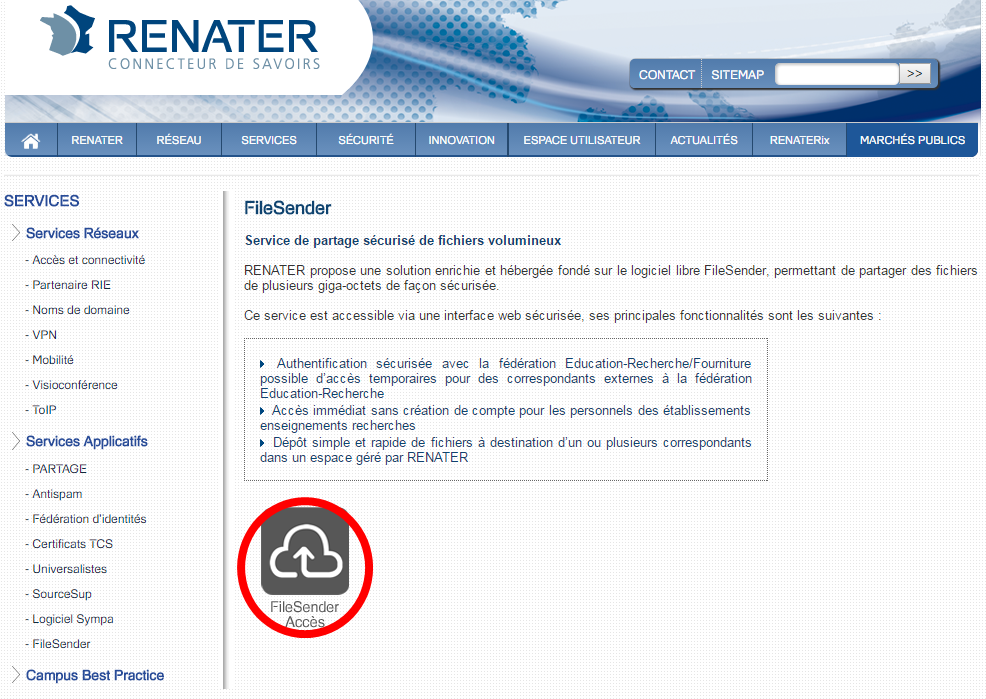 RENATER
CONNECTEUR DE SAVOIRS
CONTACT
SITEMAP
>>
RENATER
RÉSEAU
SERVICES
SÉCURITÉ
INNOVATION
ESPACE UTILISATEUR
ACTUALITÉS
RENATERix
MARCHÉS PUBLICS
SERVICES
Services Réseaux
- Accès et connectivité
- Partenaire RIE
- Noms de domaine
- VPN
- Mobilité
- Visioconférence
- ToIP
Services Applicatifs
- PARTAGE
- Antispam
- Fédération d'identités
- Certificats TCS
- Universalistes
- SourceSup
- Logiciel Sympa
- FileSender
Campus Best Practice
FileSender
Service de partage sécurisé de fichiers volumineux
RENATER propose une solution enrichie et hébergée fondé sur le logiciel libre FileSender, permettant de partager des fichiers
de plusieurs giga-octets de façon sécurisée.
Ce service est accessible via une interface web sécurisée, ses principales fonctionnalités sont les suivantes :
Authentification sécurisée avec la fédération Education-Recherche/Fourniture
possible d'accès temporaires pour des correspondants externes à la fédération
Education-Recherche
Accès immédiat sans création de compte pour les personnels des établissements
enseignements recherches
Dépôt simple et rapide de fichiers à destination d'un ou plusieurs correspondants
dans un espace géré par RENATER
FileSender
Accès